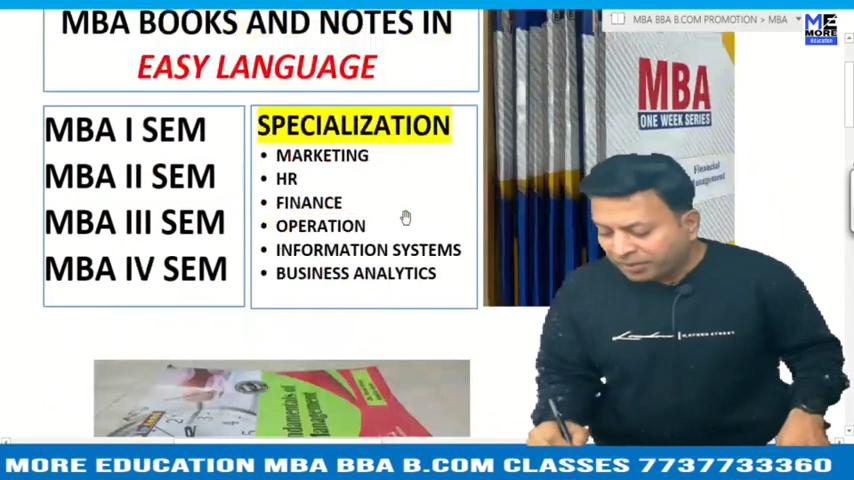 MBA BOOKS AND NOTES IN
EASY LANGUAGE
MBA BBA B.COM PROMOTION > MBA
ME
MORE
Education
MBA I SEM
MBA II SEM
MBA III SEM
MBA IV SEM
SPECIALIZATION
• MARKETING
• HR
• FINANCE
• OPERATION
• INFORMATION SYSTEMS
• BUSINESS ANALYTICS
MBA
ONE WEEK SERIES
Financial
Management
Management
MORE EDUCATION MBA BBA B.COM CLASSES 7737733360